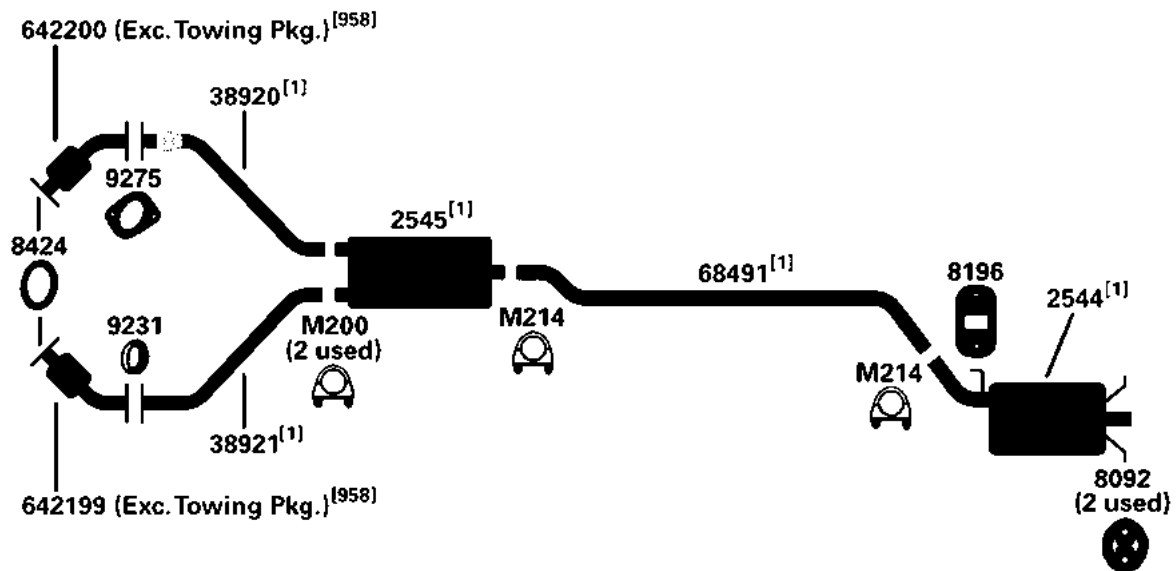 642200 (Exc. Towing Pkg.)[958]
38920[1]
9275
2545[1]
8424
68491[1]
8196
2544[1]
9231
M200
(2 used)
M214
M214
38921[1]
642199 (Exc. Towing Pkg.)[958]
8092
(2 used)